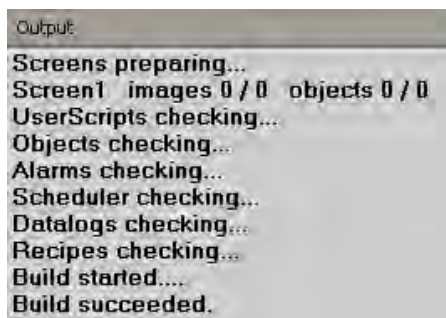 Output
Screens preparing...
Screen1 images 0 / 0 objects 0 / 0
UserScripts checking...
Objects checking...
Alarms checking...
Scheduler checking...
Datalogs checking...
Recipes checking...
Build started....
Build succeeded.